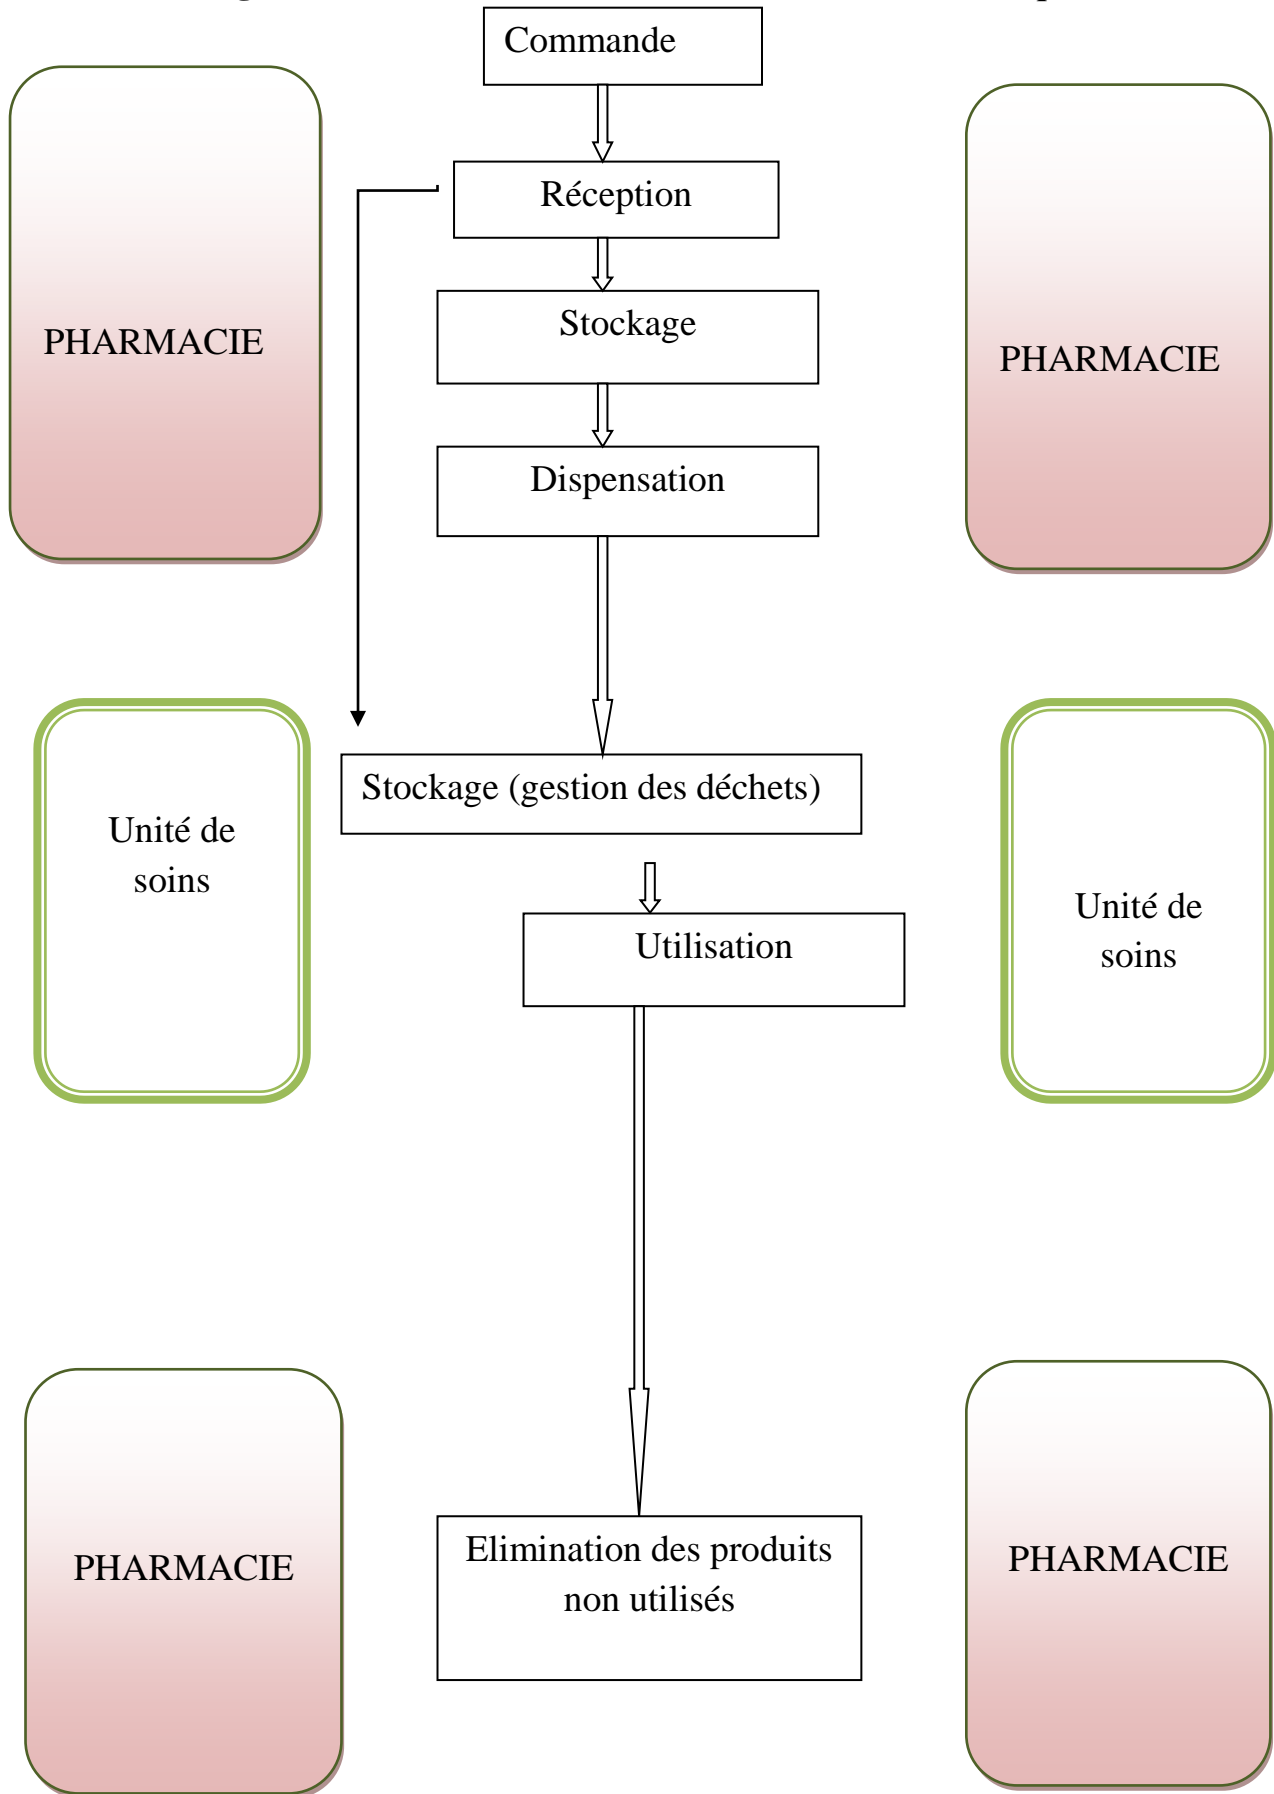 Commande
Réception
Stockage
PHARMACIE
PHARMACIE
Dispensation
Stockage (gestion des déchets)
Unité de
soins
Unité de
soins
Utilisation
Elimination des produits
non utilisés
PHARMACIE
PHARMACIE